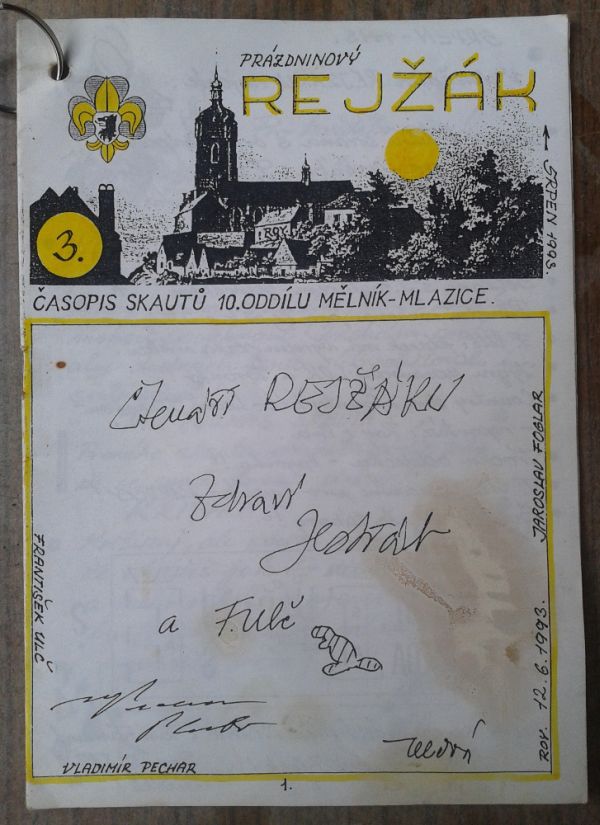 PRÁZDNINOVÝ
REJŽÁK
SRPEN 1993
ROY.
3.
ČASOPIS SKAUTŮ 10.ODDÍLU MĚLNÍK-MLAZICE.
Čtenáři REJŽÁKU
zdraví
Jestřáb
a F.Ulč
FRANTIŠEK ULČ
JAROSLAV FOGLAR
ROY. 12.6.1993.
VLADIMÍR PECHAR
1.